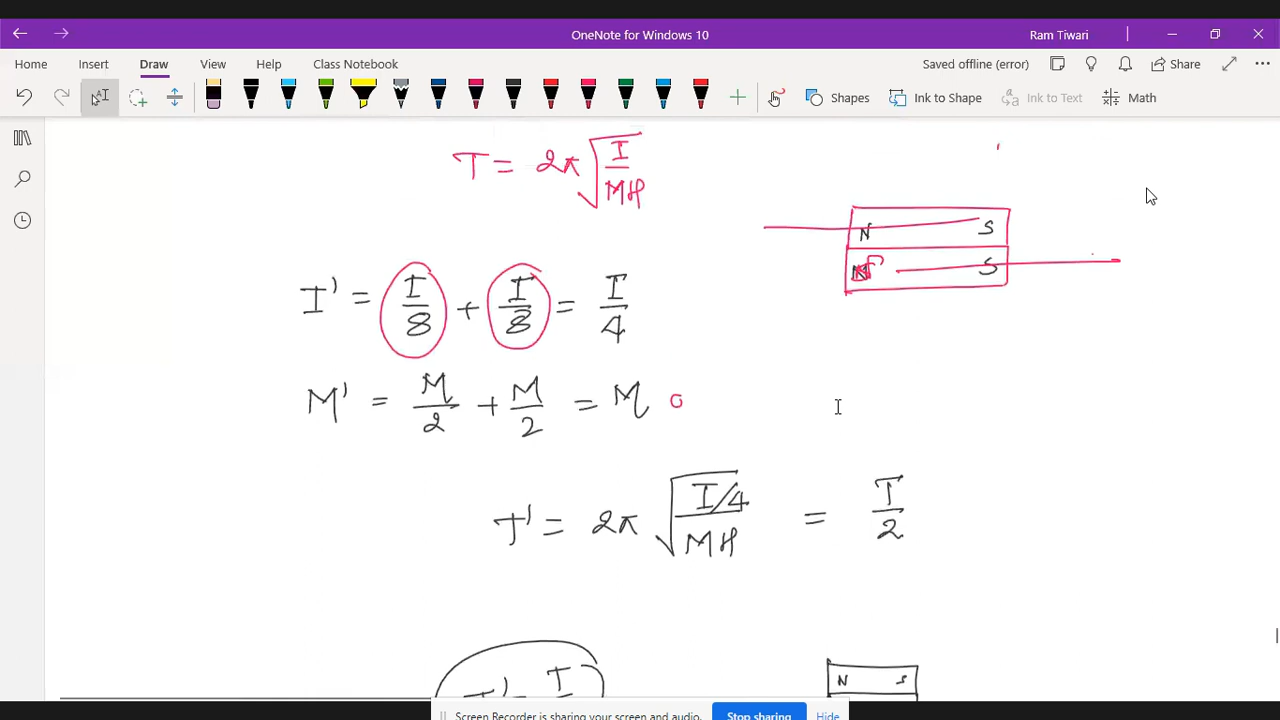 OneNote for Windows 10
Ram Tiwari
Home Insert Draw View Help Class Notebook
Saved offline (error)
Share
Shapes
Ink to Shape
Ink to Text
Math
T = 2π √(I/MH)
N S
S
I' = I/8 + I/8 = I/4
M' = M/2 + M/2 = M 0
T' = 2π √(I/4/MH) = T/2
N S
Screen Recorder is sharing your screen and audio.
Stop sharing
Hide